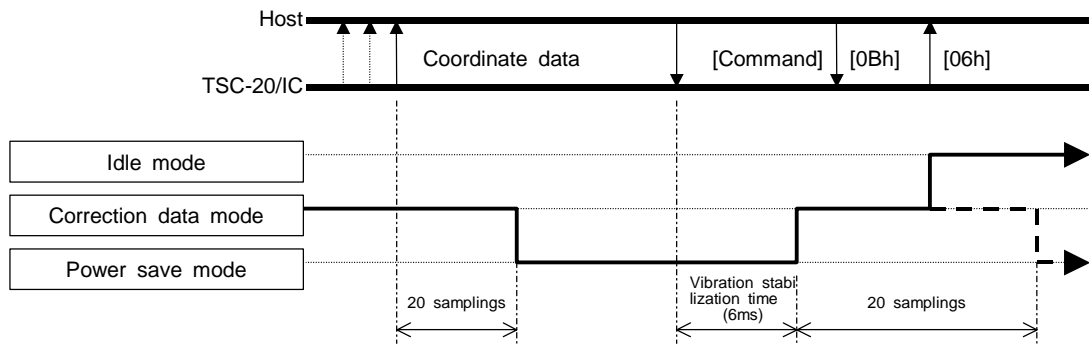 Host
Coordinate data [Command] [0Bh] [06h]
TSC-20/IC
Idle mode
Correction data mode
Power save mode
20 samplings
Vibration stabi
lization time
(6ms)
20 samplings